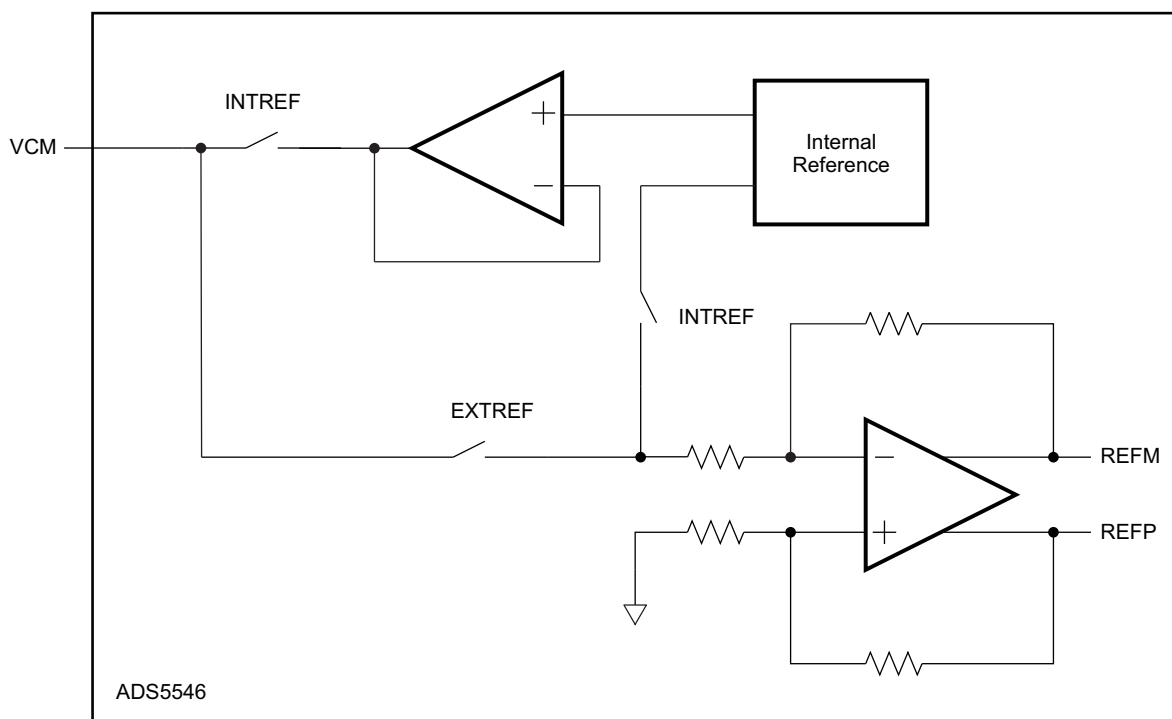 INTREF
VCM
Internal
Reference
INTREF
EXTREF
REFM
REFP
ADS5546